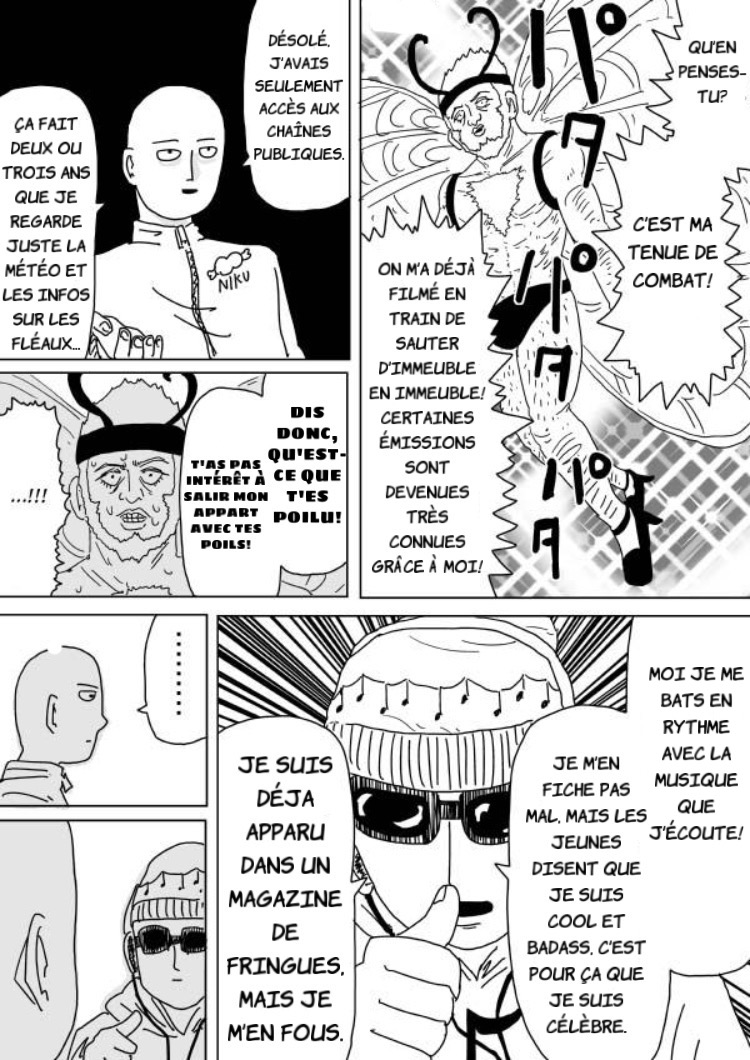 QU'EN
PENSES-
TU?
C'EST MA
TENUE DE
COMBAT!
パタパタパタ
ON M'A DÉJÀ
FILMÉ EN
TRAIN DE
SAUTER
D'IMMEUBLE
EN IMMEUBLE!
CERTAINES
ÉMISSIONS
SONT
DEVENUES
TRÈS
CONNUES
GRÂCE À MOI!
DÉSOLÉ,
J'AVAIS
SEULEMENT
ACCÈS AUX
CHAÎNES
PUBLIQUES.
ÇA FAIT
DEUX OU
TROIS ANS
QUE JE
REGARDE
JUSTE LA
MÉTÉO ET
LES INFOS
SUR LES
FLÉAUX...
NIKU
DIS
DONC,
QU'EST-
CE QUE
T'ES
POILU!
T'AS PAS
INTÉRÊT À
SALIR MON
APPART
AVEC TES
POILS!
...!!!
MOI JE ME
BATS EN
RYTHME
AVEC LA
MUSIQUE
QUE
J'ÉCOUTE!
JE M'EN
FICHE PAS
MAL, MAIS LES
JEUNES
DISENT QUE
JE SUIS
COOL ET
BADASS, C'EST
POUR ÇA QUE
JE SUIS
CÉLÈBRE.
JE SUIS
DÉJA
APPARU
DANS UN
MAGAZINE
DE
FRINGUES,
MAIS JE
M'EN FOUS.
........